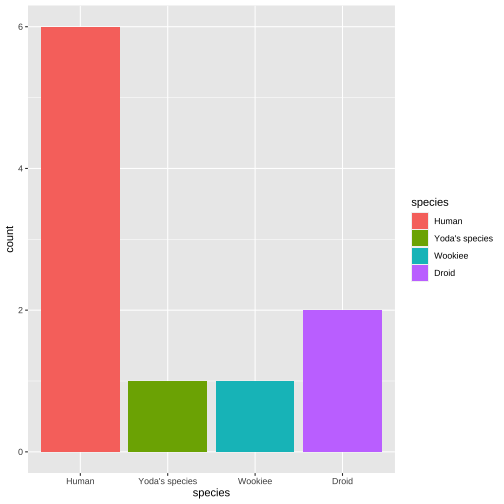 6
4
2
0
count
Human
Yoda's species
Wookiee
Droid
species
species
Human
Yoda's species
Wookiee
Droid